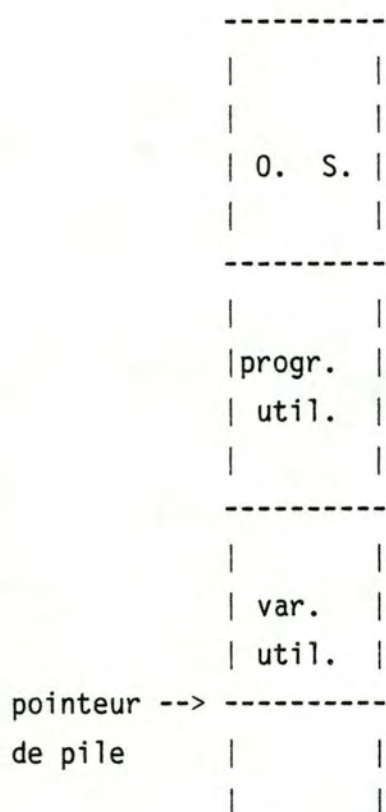 O. S.
progr.
util.
var.
util.
pointeur -->
de pile